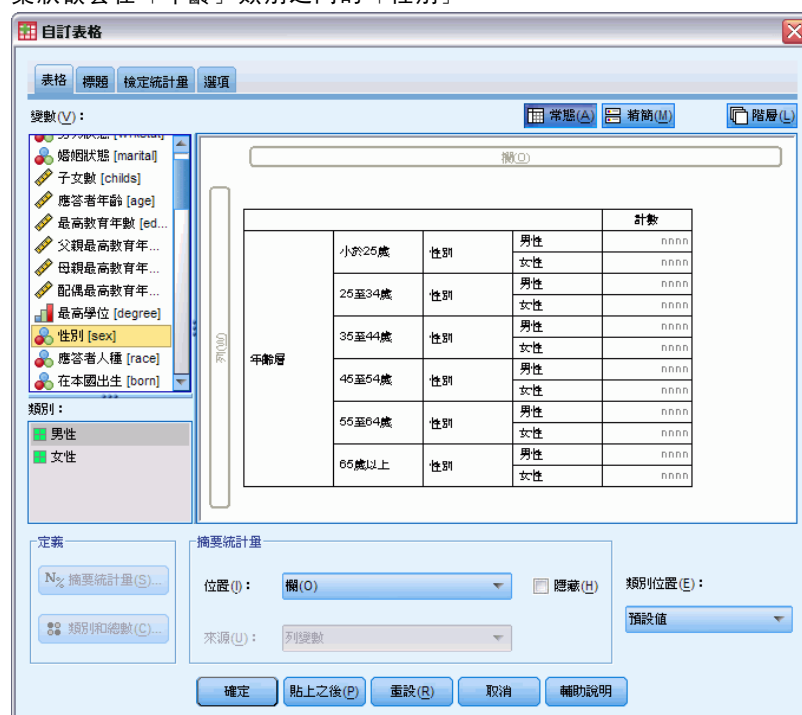 巢狀嵌套在「年齡」類別之內的「性別」
自訂表格
表格 標題 檢定統計量 選項
變數(V)：
常態(A) 精簡(M) 階層(L)
婚姻狀態 [marital]
子女數 [childs]
應答者年齡 [age]
最高教育年數 [ed...
父親最高教育年...
母親最高教育年...
配偶最高教育年...
最高學位 [degree]
性別 [sex]
應答者人種 [race]
在本國出生 [born]
類別：
男性
女性
欄(O)
列(W)
計數
年齡層
小於25歲 性別 男性 nnnn
女性 nnnn
25至34歲 性別 男性 nnnn
女性 nnnn
35至44歲 性別 男性 nnnn
女性 nnnn
45至54歲 性別 男性 nnnn
女性 nnnn
55至64歲 性別 男性 nnnn
女性 nnnn
65歲以上 性別 男性 nnnn
女性 nnnn
定義
N% 摘要統計量(S)...
類別和總數(C)...
摘要統計量
位置(I)： 欄(O) 隱藏(H)
來源(U)： 列變數
類別位置(E)：
預設值
確定 貼上之後(P) 重設(R) 取消 輔助說明